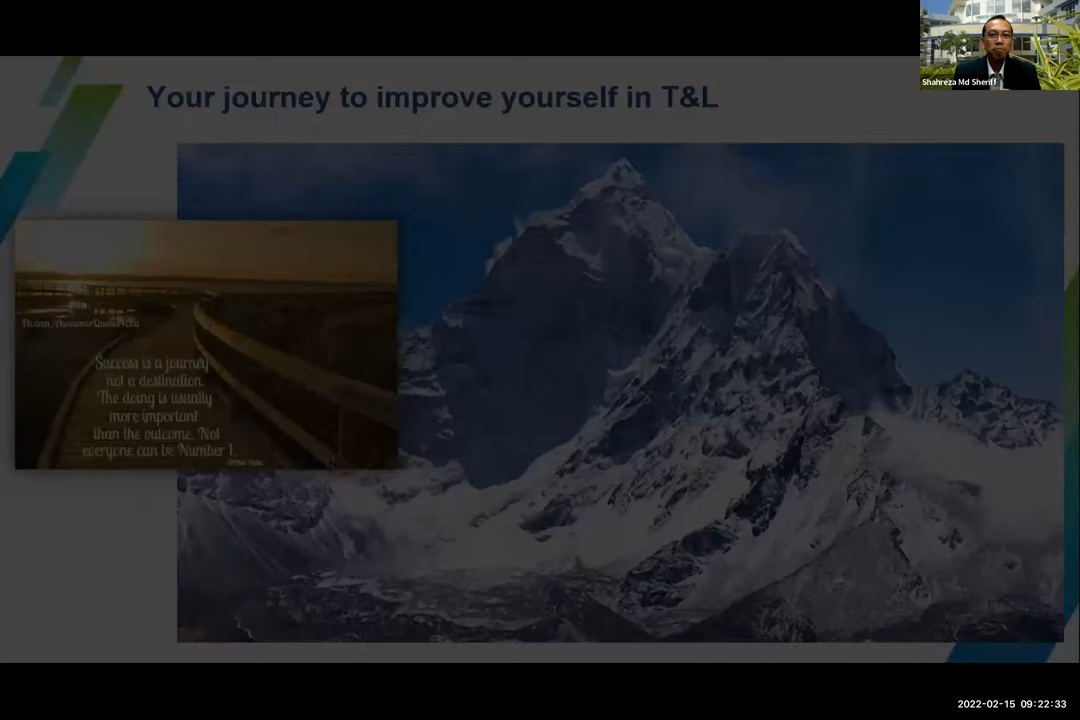 Shahreza Md Sheriff
Your journey to improve yourself in T&L
Success is a journey
not a destination.
The doing is usually
more important
than the outcome. Not
everyone can be Number 1.
2022-02-15 09:22:33